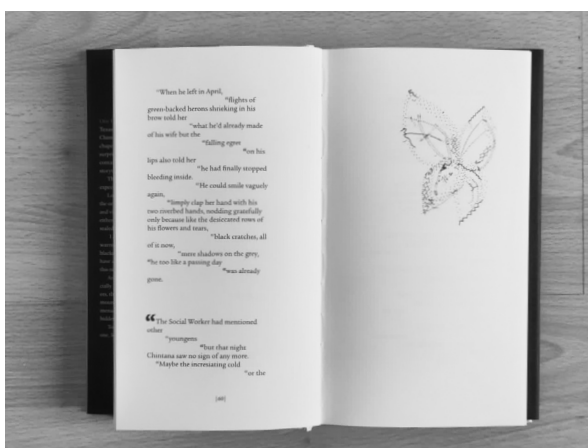 "When he left in April,
"flights of
green-backed herons shrieking in his
brow told her
"what he'd already made
of his wife but the
"falling egret
"on his
lips also told her
"he had finally stopped
bleeding inside.
"He could smile vaguely
again,
"limply clap her hand with his
two riverbed hands, nodding gratefully
only because like the desiccated rows of
his flowers and tears,
"black cratches, all
of it now,
"mere shadows on the grey,
"he too like a passing day
"was already
gone.
"The Social Worker had mentioned
other
"youngens
"but that night
Chintana saw no sign of any more.
"Maybe the increasing cold
"or the
[49]